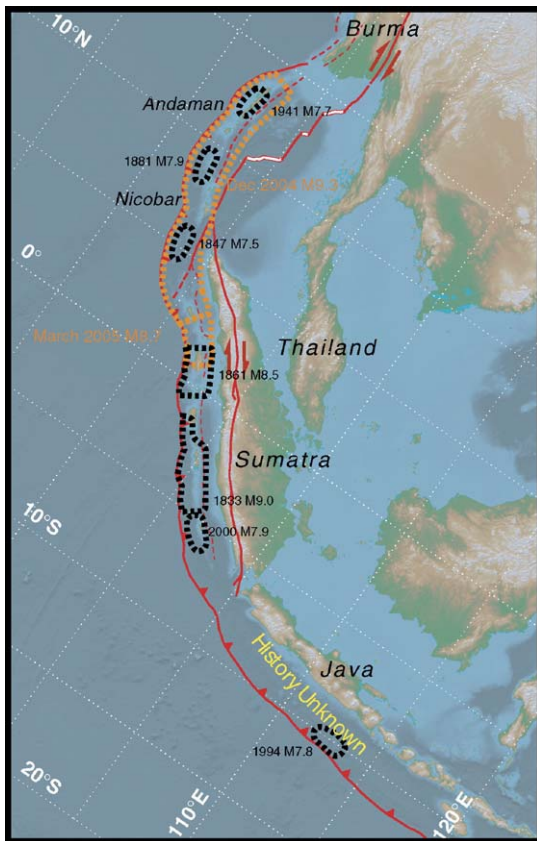 10°N
Burma
Andaman
1941 M7.7
1881 M7.9
Dec 2004 M9.3
Nicobar
1847 M7.5
0°
March 2005 M8.7
Thailand
1861 M8.5
Sumatra
10°S
1833 M9.0
2000 M7.9
History Unknown
Java
1994 M7.8
20°S
110°E
120°E